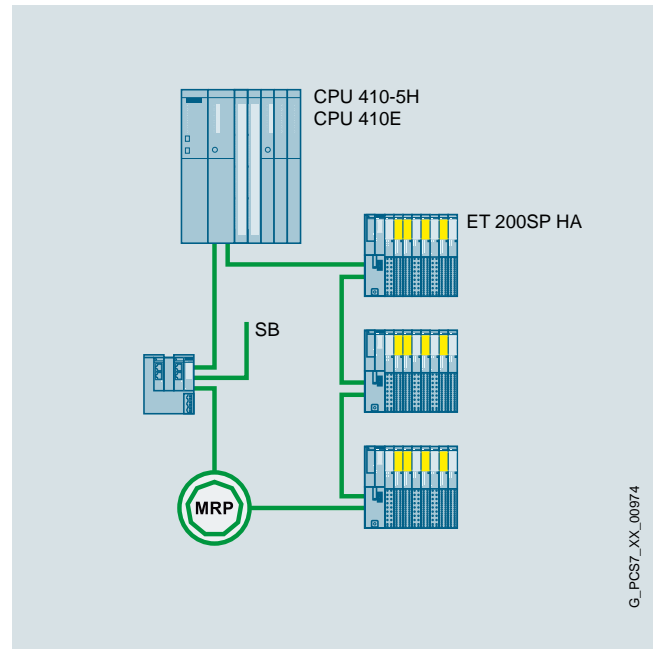 CPU 410-5H
CPU 410E
ET 200SP HA
SB
MRP
G_PCS7_XX_00974